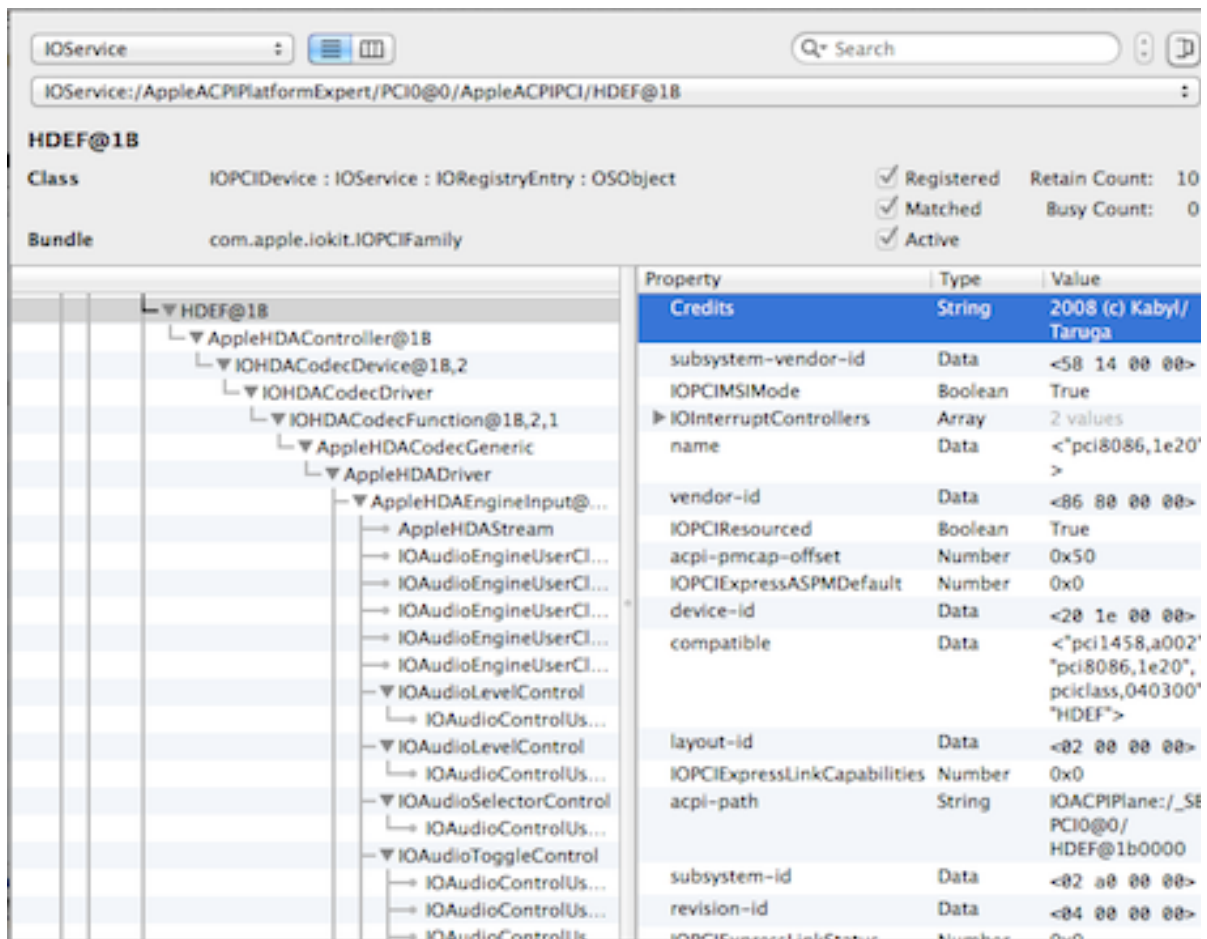 IOService
Search
IOService:/AppleACPIPlatformExpert/PCI0@0/AppleACPIPCI/HDEF@1B
HDEF@1B
Class IOPCIDevice : IOService : IORegistryEntry : OSObject Registered Retain Count: 10
Matched Busy Count: 0
Bundle com.apple.iokit.IOPCIFamily Active
Property Type Value
HDEF@1B
AppleHDAController@1B
IOHDACodecDevice@1B,2
IOHDACodecDriver
IOHDACodecFunction@1B,2,1
AppleHDACodecGeneric
AppleHDADriver
AppleHDAEngineInput@...
AppleHDAStream
IOAudioEngineUserCl...
IOAudioEngineUserCl...
IOAudioEngineUserCl...
IOAudioEngineUserCl...
IOAudioEngineUserCl...
IOAudioLevelControl
IOAudioControlUs...
IOAudioLevelControl
IOAudioControlUs...
IOAudioSelectorControl
IOAudioControlUs...
IOAudioToggleControl
IOAudioControlUs...
IOAudioControlUs...
IOAudioControlUs
Credits String 2008 (c) Kabyl/
Taruga
subsystem-vendor-id Data <58 14 00 00>
IOPCIMSIMode Boolean True
IOInterruptControllers Array 2 values
name Data <"pci8086,1e20"
>
vendor-id Data <86 80 00 00>
IOPCIResourced Boolean True
acpi-pmcap-offset Number 0x50
IOPCIExpressASPMDefault Number 0x0
device-id Data <20 1e 00 00>
compatible Data <"pci1458,a002"
"pci8086,1e20",
pciclass,040300"
"HDEF">
layout-id Data <02 00 00 00>
IOPCIExpressLinkCapabilities Number 0x0
acpi-path String IOACPIPlane:/_SB
PCI0@0/
HDEF@1b0000
subsystem-id Data <02 a0 00 00>
revision-id Data <04 00 00 00>
IOPCIExpressLinkStatus Number 0x0